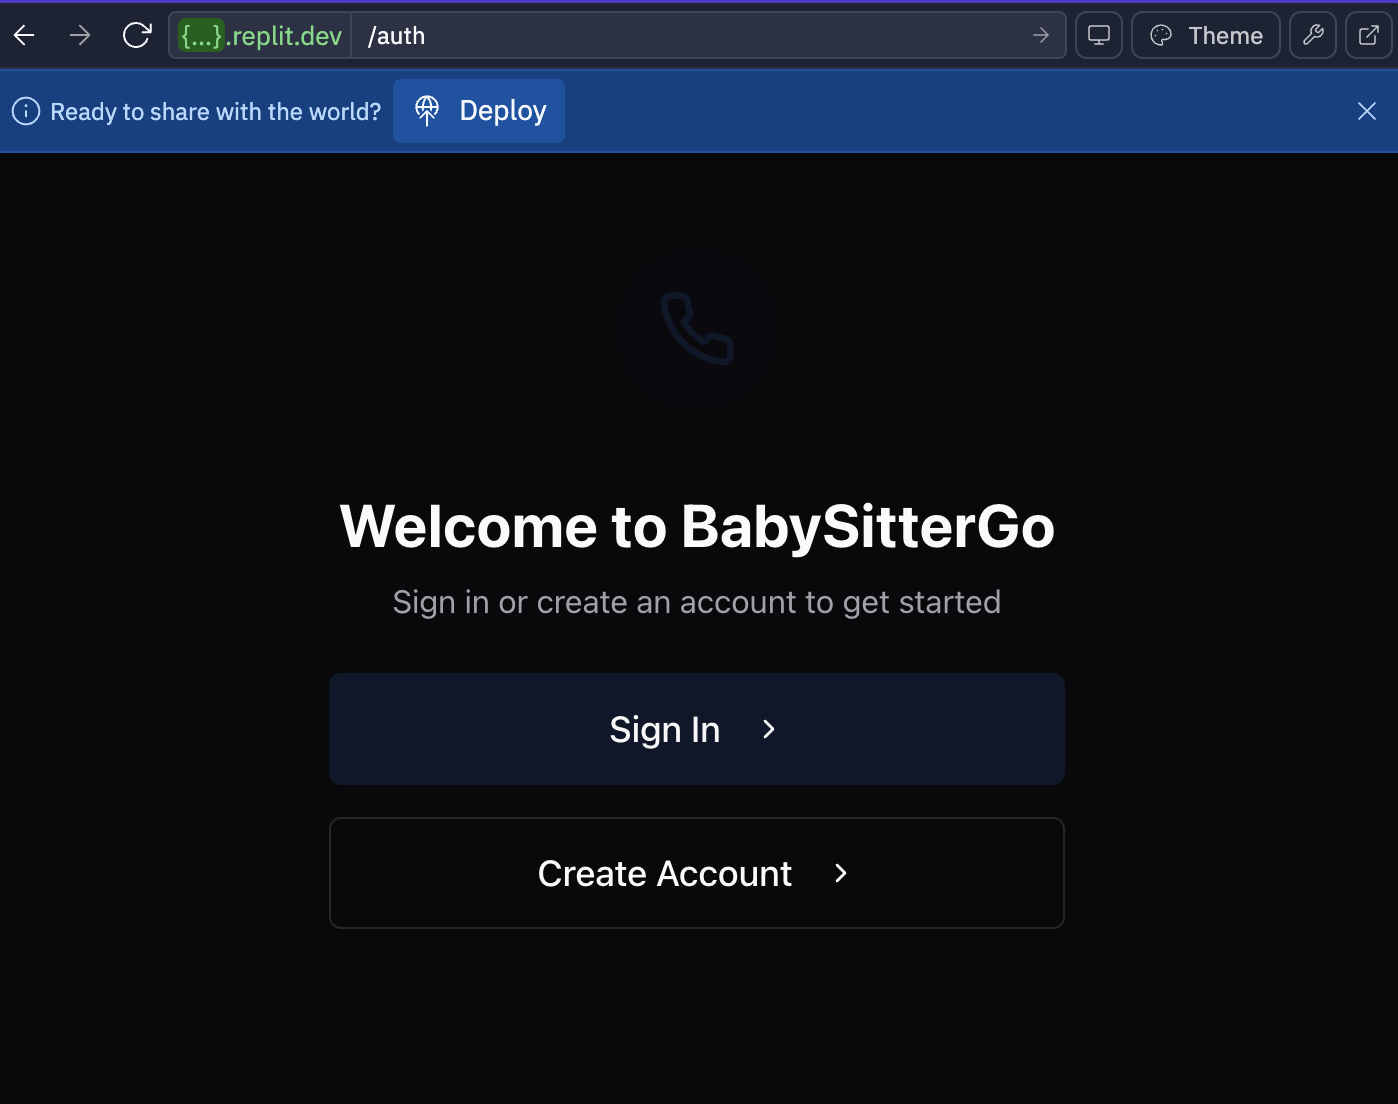 {...}.replit.dev /auth Theme
Ready to share with the world? Deploy
Welcome to BabySitterGo
Sign in or create an account to get started
Sign In
Create Account